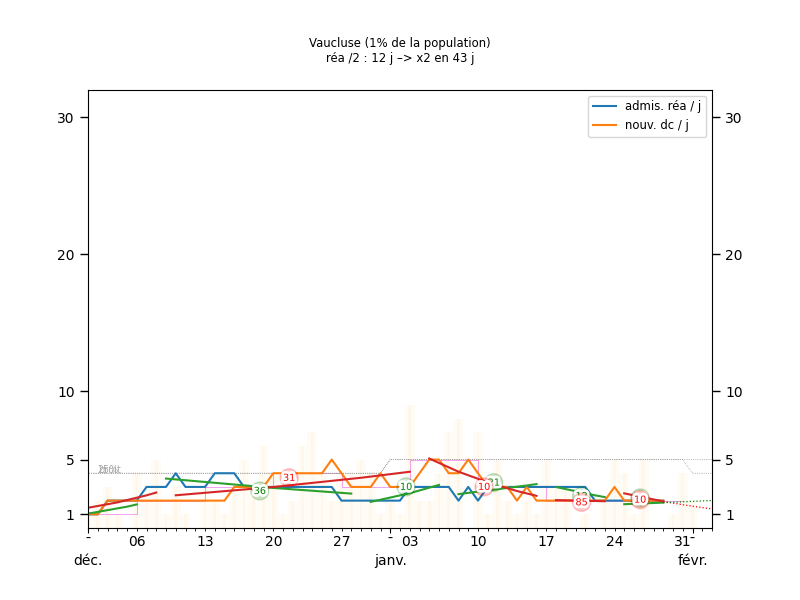 Vaucluse (1% de la population)
réa /2 : 12 j –> x2 en 43 j
admis. réa / j
nouv. dc / j
30 30
20 20
10 10
5 5
1 1
31
36
10
10
85
10
- 06 13 20 27 - 03 10 17 24 31 -
déc. janv. févr.